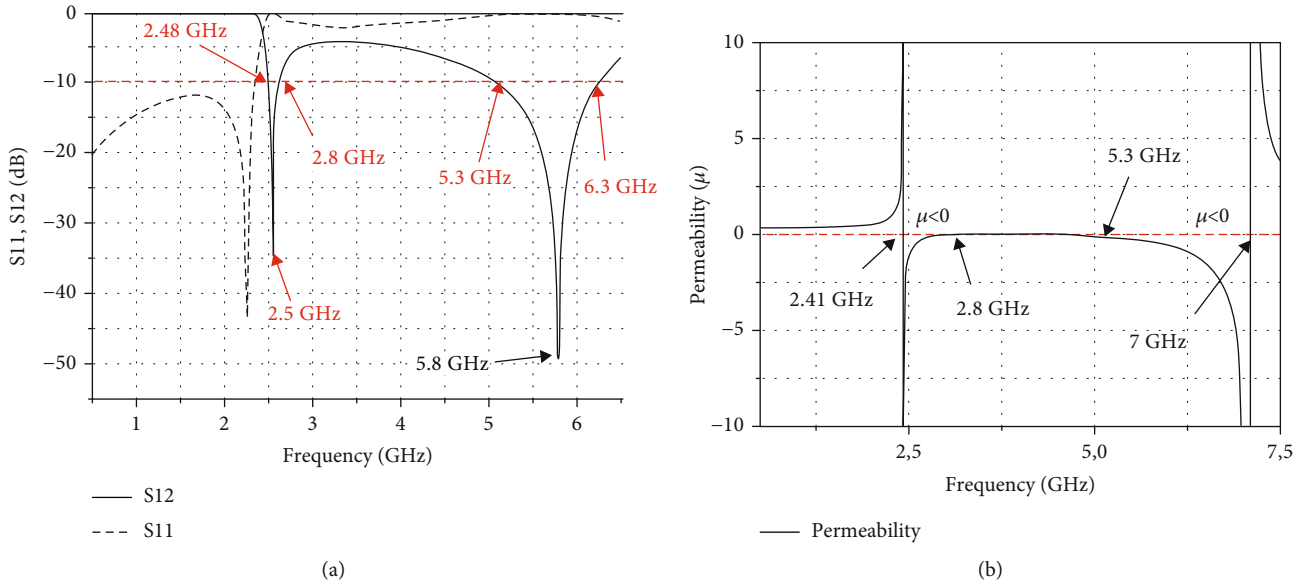 0
−10
−20
−30
−40
−50
S11, S12 (dB)
2.48 GHz
2.8 GHz
5.3 GHz
6.3 GHz
2.5 GHz
5.8 GHz
1
2
3
4
5
6
Frequency (GHz)
S12
S11
(a)
10
5
0
−5
−10
Permeability (μ)
5.3 GHz
μ<0
μ<0
2.41 GHz
2.8 GHz
7 GHz
2,5
5,0
7,5
Frequency (GHz)
Permeability
(b)